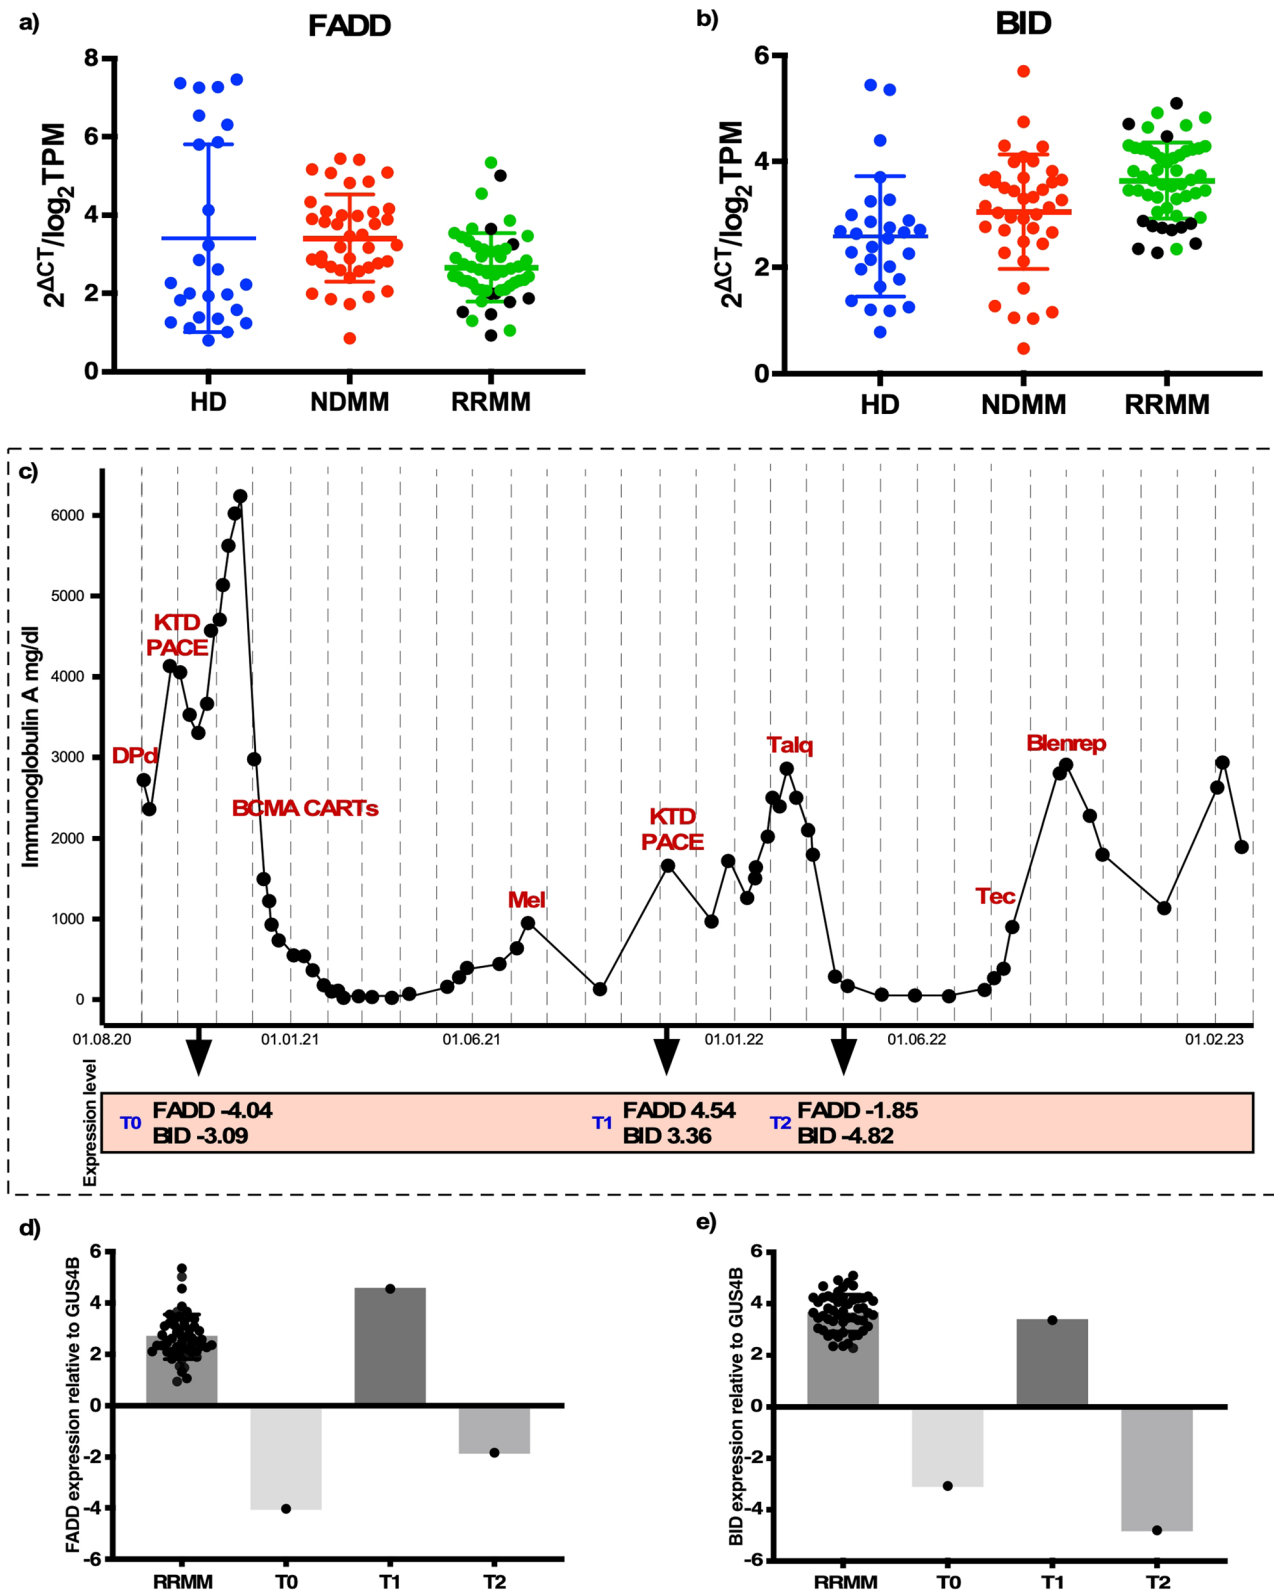 a)
FADD
8
6
4
2
0
2ΔCT/log2TPM
HD
NDMM
RRMM
b)
BID
6
4
2
0
2ΔCT/log2TPM
HD
NDMM
RRMM
c)
Immunoglobulin A mg/dl
6000
5000
4000
3000
2000
1000
0
DPd
KTD
PACE
BCMA CARTs
Mel
KTD
PACE
Talq
Tec
Blenrep
01.08.20
01.01.21
01.06.21
01.01.22
01.06.22
01.02.23
Expression level
T0
FADD -4.04
BID -3.09
T1
FADD 4.54
BID 3.36
T2
FADD -1.85
BID -4.82
d)
FADD expression relative to GUS4B
6
4
2
0
-2
-4
-6
RRMM
T0
T1
T2
e)
BID expression relative to GUS4B
6
4
2
0
-2
-4
-6
RRMM
T0
T1
T2